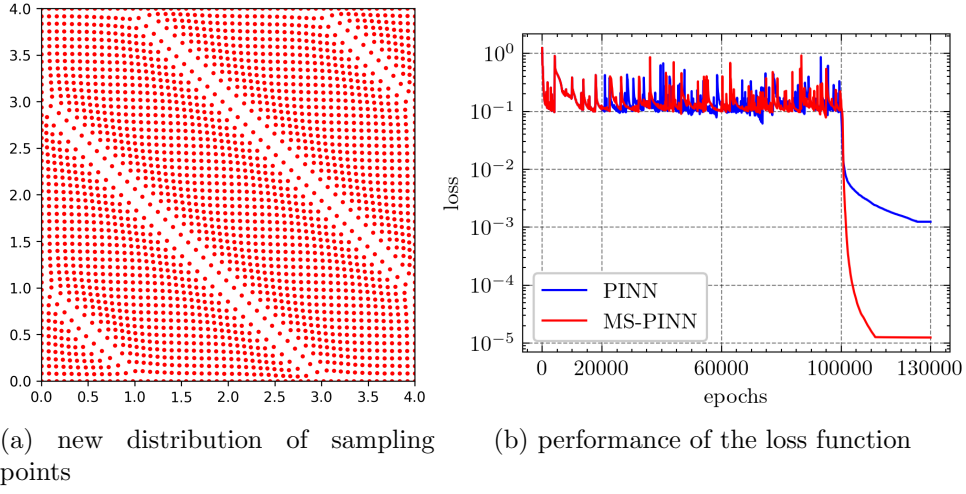 4.0
3.5
3.0
2.5
2.0
1.5
1.0
0.5
0.0
0.0 0.5 1.0 1.5 2.0 2.5 3.0 3.5 4.0
(a) new distribution of sampling
points
10⁰
10⁻¹
10⁻²
10⁻³
10⁻⁴
10⁻⁵
loss
PINN
MS-PINN
0 20000 60000 100000 130000
epochs
(b) performance of the loss function